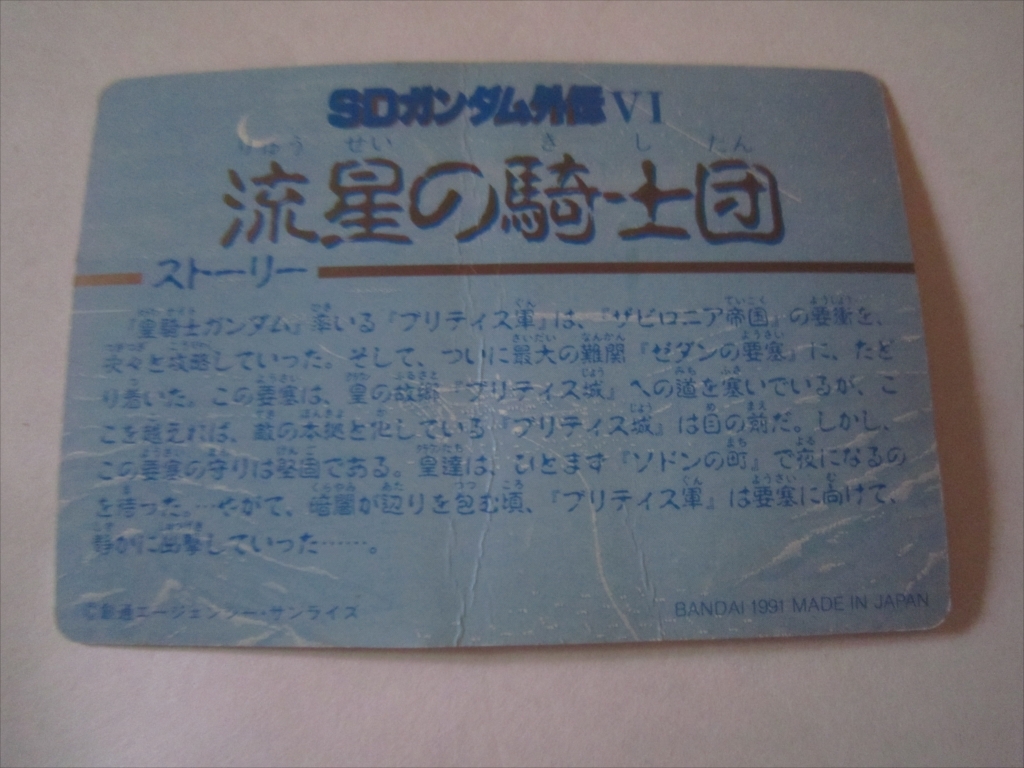 SDガンダム外伝 VI
りゅう せい き し だん
流星の騎士団
ストーリー
『皇騎士ガンダム』率いる『ブリティス軍』は、『ザビロニア帝国』の要衝を、
次々と攻略していった。そして、ついに最大の難関『ゼダンの要塞』に、たど
り着いた。この要塞は、皇の故郷『ブリティス城』への道を塞いでいるが、こ
こを越えれば、敵の本拠と化している『ブリティス城』は目の前だ。しかし、
この要塞の守りは堅固である。皇達は、ひとまず『ソドンの町』で夜になるの
を待った。…やがて、暗闇が辺りを包む頃、『ブリティス軍』は要塞に向けて、
静かに出撃していった……。
©創通エージェンシー・サンライズ
BANDAI 1991 MADE IN JAPAN